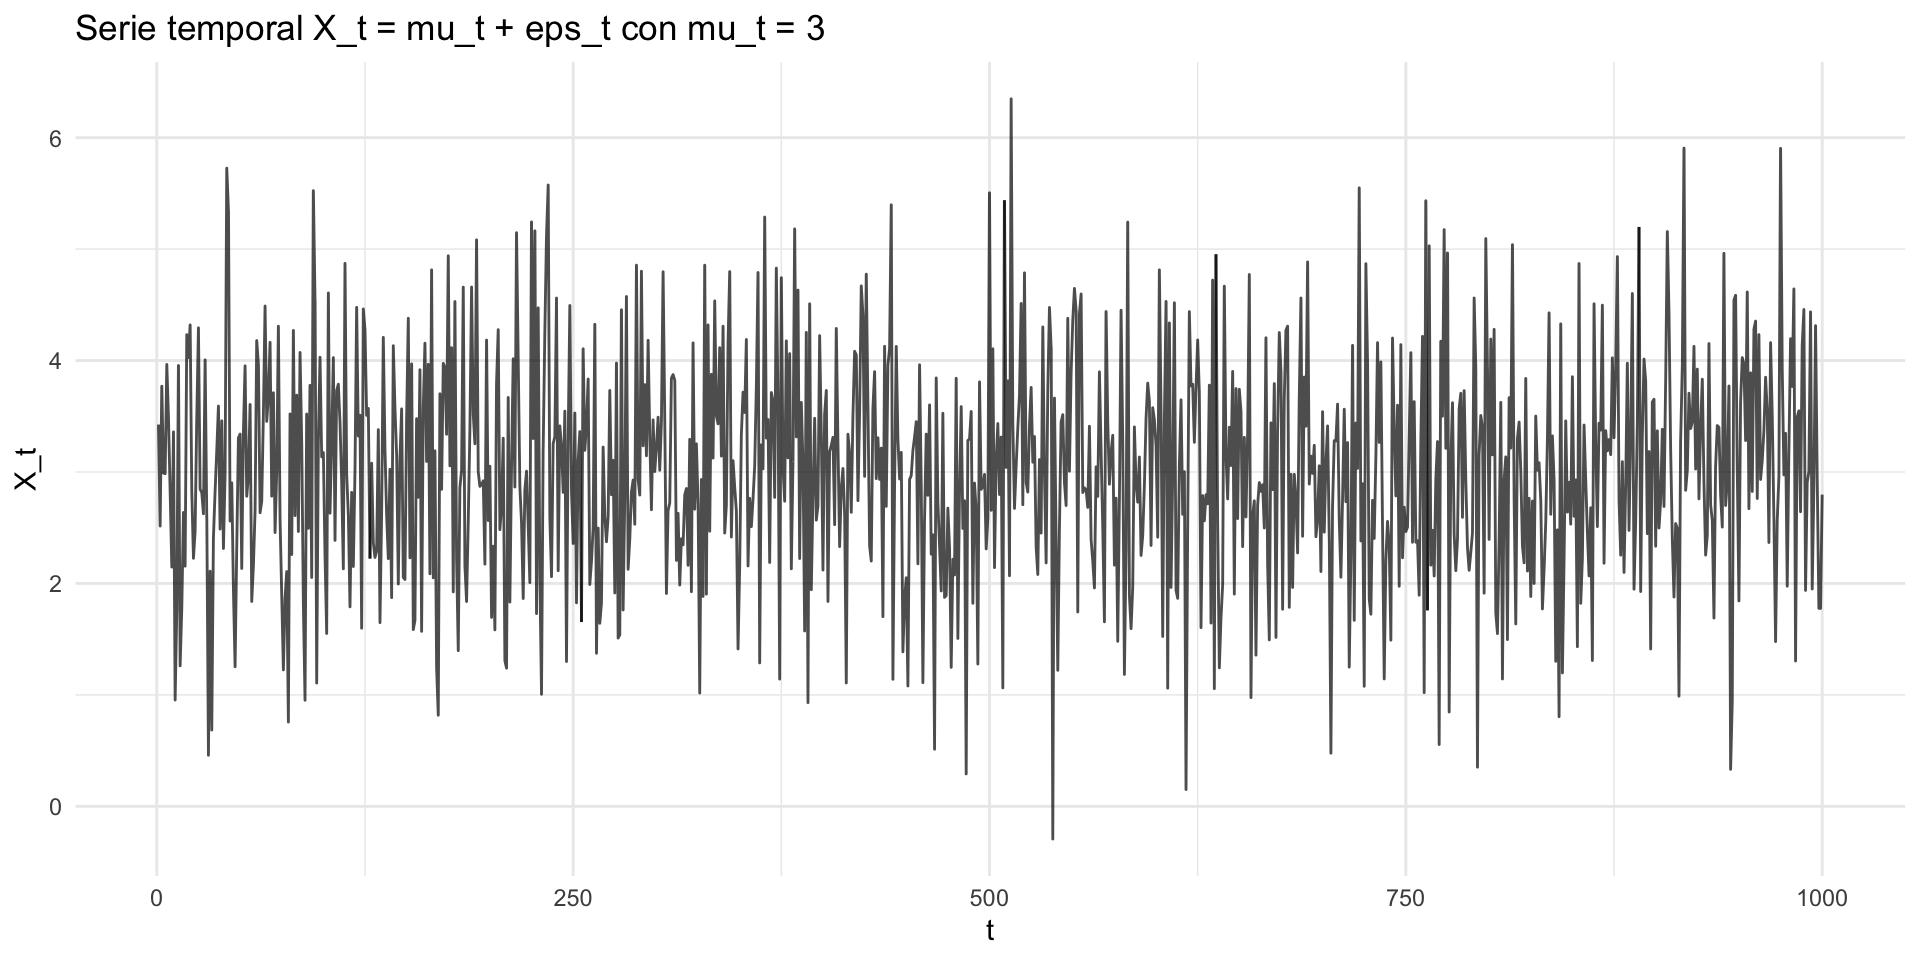 Serie temporal X_t = mu_t + eps_t con mu_t = 3
6
4
2
0
X_t
0 250 500 750 1000
t